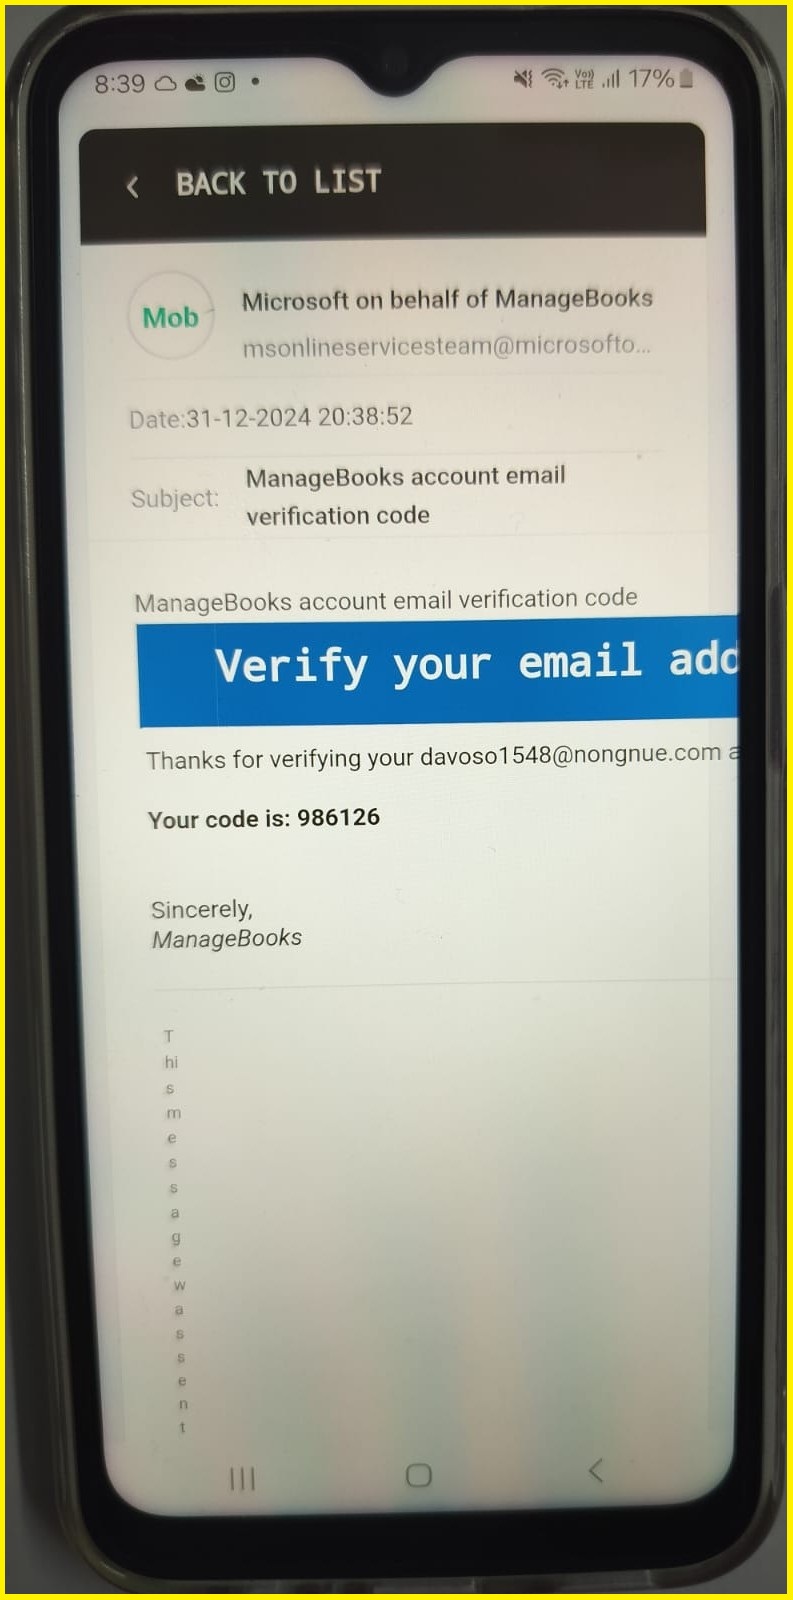 8:39
Vo))
LTE
17%
BACK TO LIST
Mob
Microsoft on behalf of ManageBooks
msonlineservicesteam@microsofto...
Date:31-12-2024 20:38:52
Subject:
ManageBooks account email
verification code
ManageBooks account email verification code
Verify your email add
Thanks for verifying your davoso1548@nongnue.com a
Your code is: 986126
Sincerely,
ManageBooks
T
hi
s
m
e
s
s
a
g
e
w
a
s
s
e
n
t